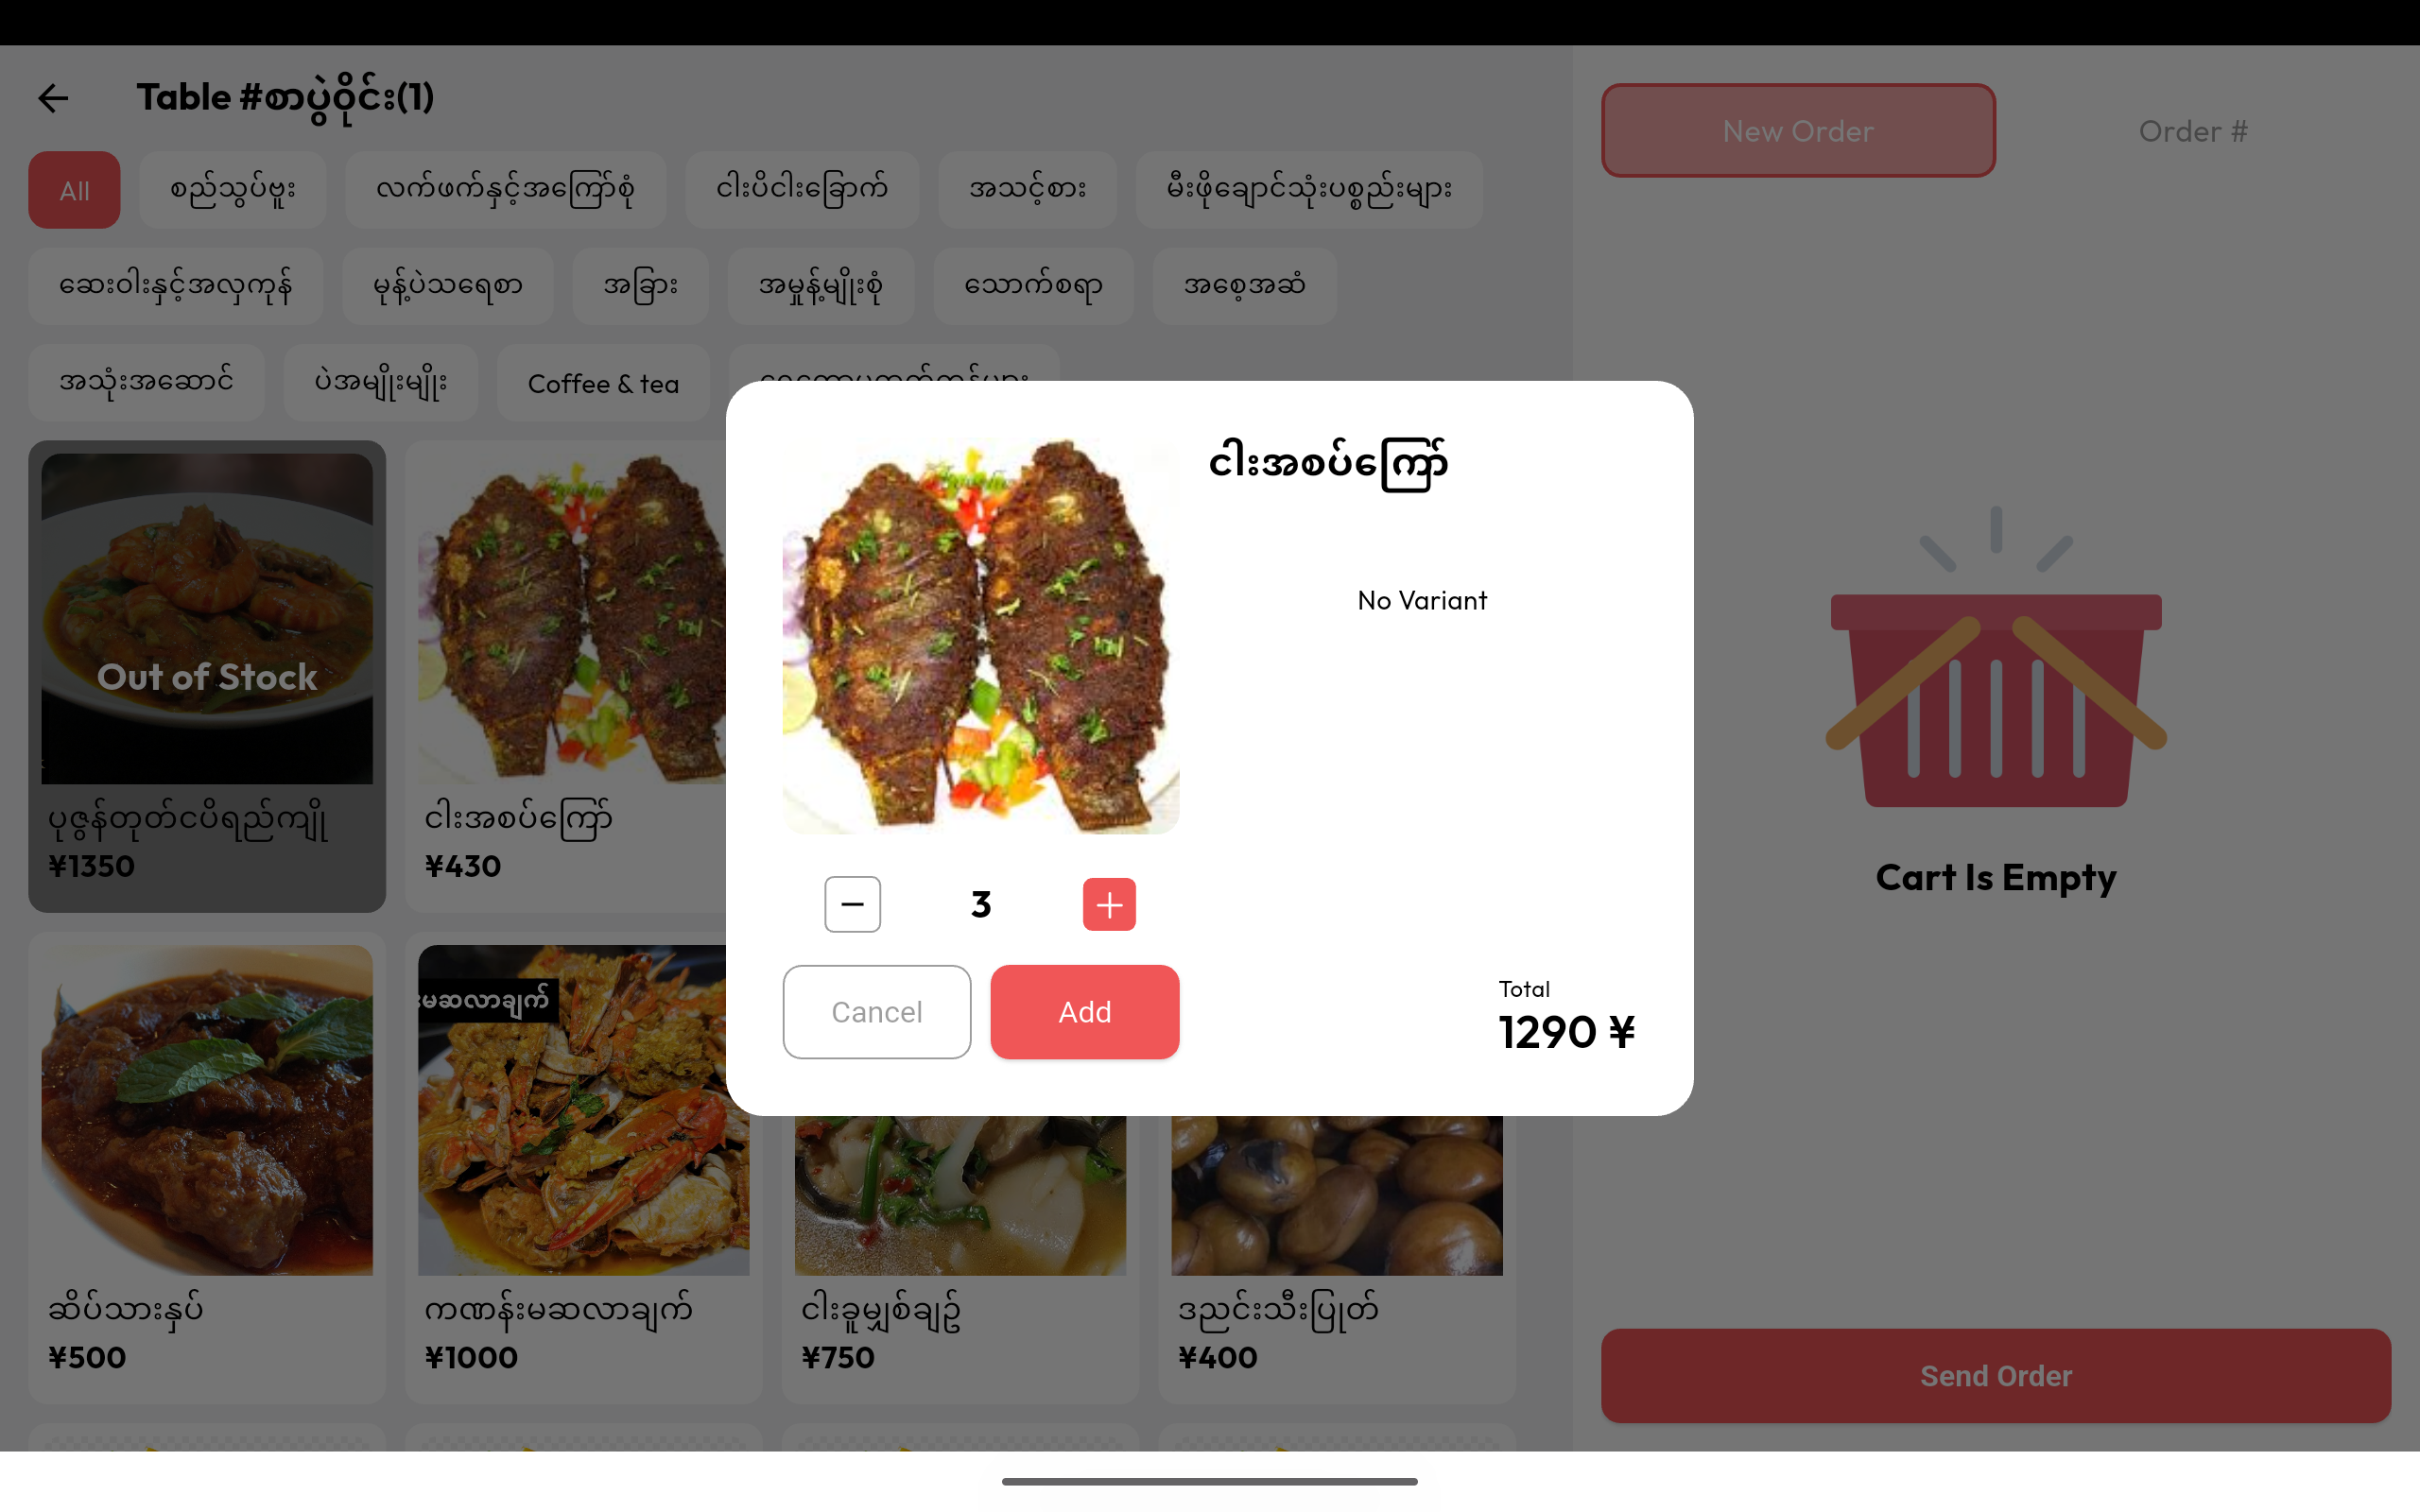 Table #စာပွဲဝိုင်း(1)
New Order
Order #
All
စည်သွပ်ဗူး
လက်ဖက်နှင့်အကြော်စုံ
ငါးပိငါးခြောက်
အသင့်စား
မီးဖိုချောင်သုံးပစ္စည်းများ
ဆေးဝါးနှင့်အလှကုန်
မုန့်ပဲသရေစာ
အခြား
အမှုန့်မျိုးစုံ
သောက်စရာ
အစေ့အဆံ
အသုံးအဆောင်
ပဲအမျိုးမျိုး
Coffee & tea
Out of Stock
ပုဇွန်တုတ်ငပိရည်ကျို
¥1350
ငါးအစပ်ကြော်
¥430
ငါးအစပ်ကြော်
No Variant
3
Cancel
Add
Total
1290 ¥
Cart Is Empty
းမဆလာချက်
ဆိပ်သားနှပ်
¥500
ကဏန်းမဆလာချက်
¥1000
ငါးခူမျှစ်ချဉ်
¥750
ဒညင်းသီးပြုတ်
¥400
Send Order